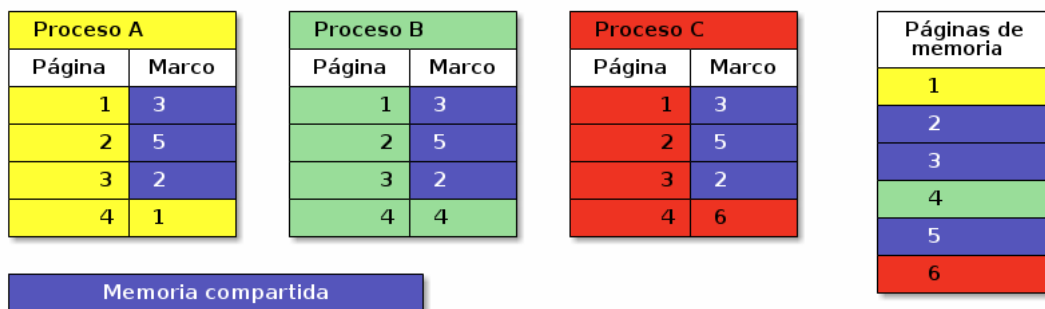 Proceso A
Página Marco
1 3
2 5
3 2
4 1
Proceso B
Página Marco
1 3
2 5
3 2
4 4
Proceso C
Página Marco
1 3
2 5
3 2
4 6
Páginas de
memoria
1
2
3
4
5
6
Memoria compartida